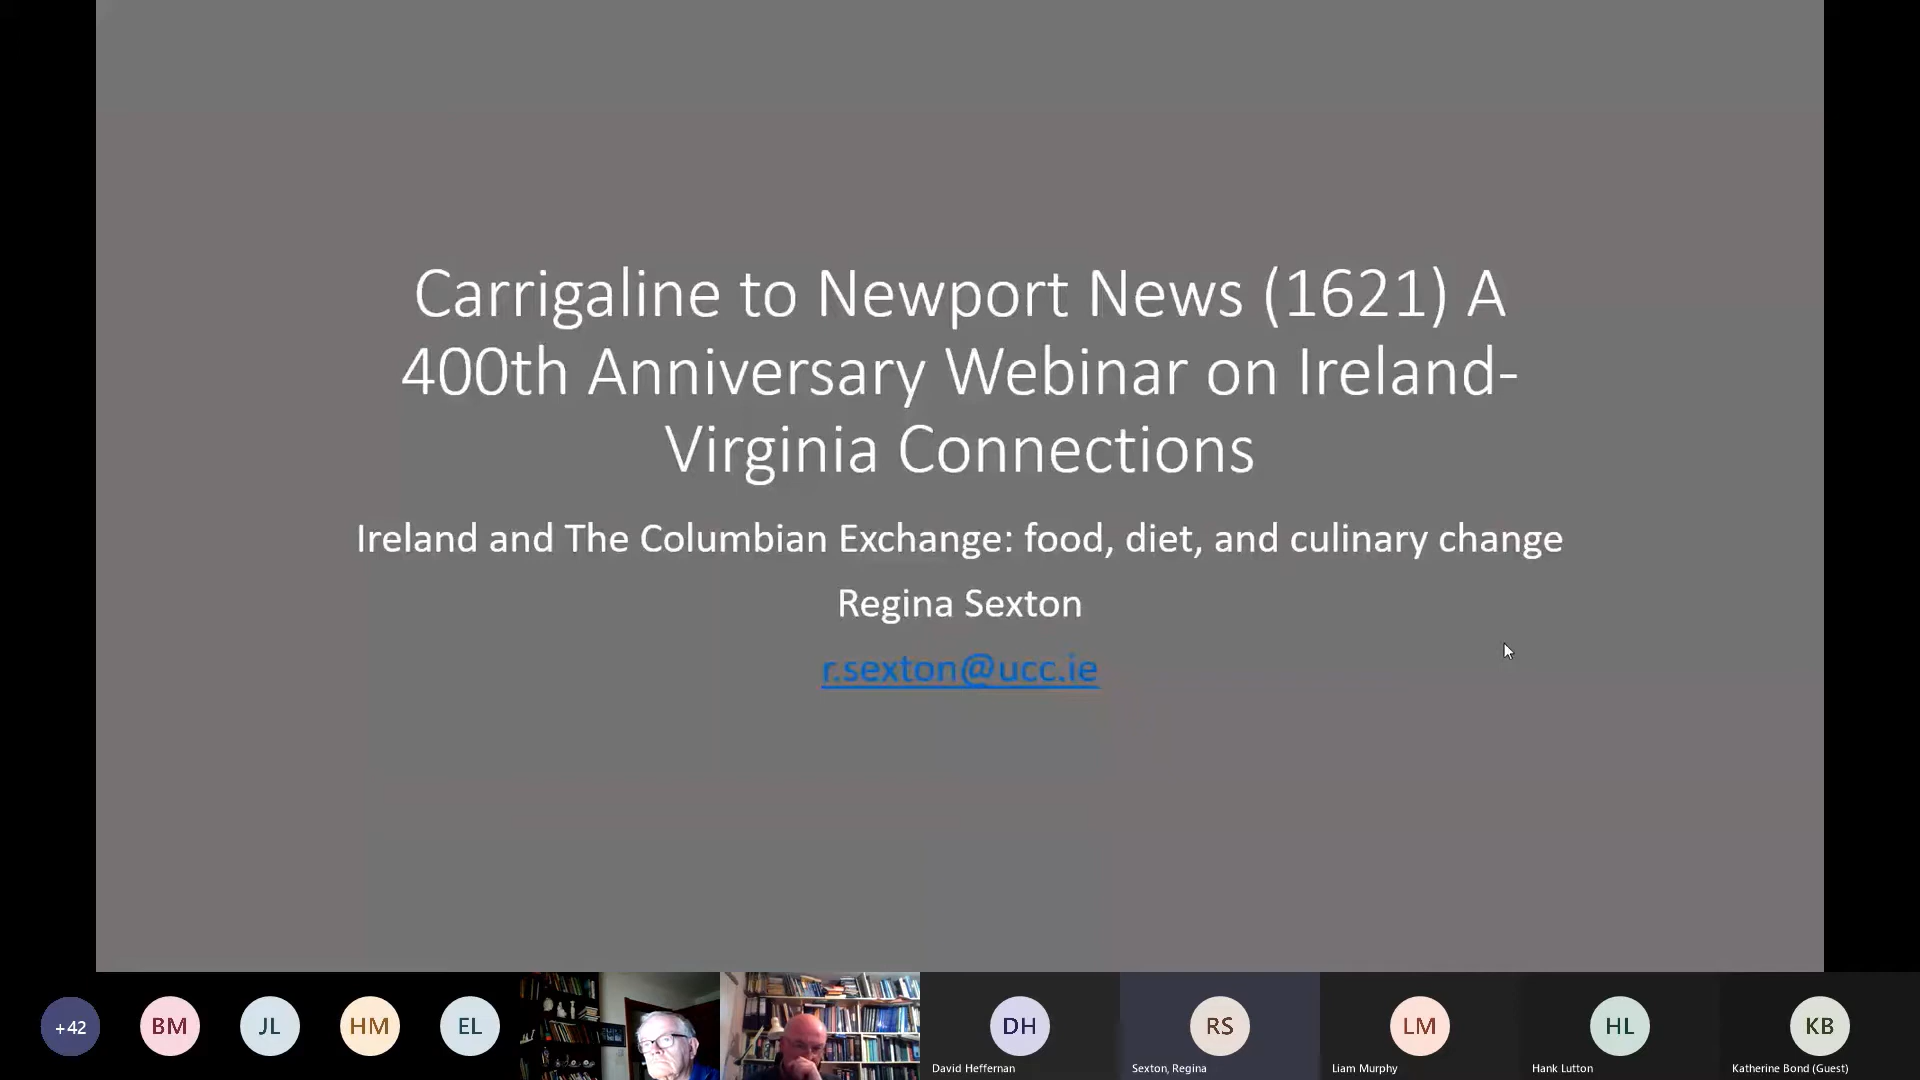 Carrigaline to Newport News (1621) A
400th Anniversary Webinar on Ireland-
Virginia Connections
Ireland and The Columbian Exchange: food, diet, and culinary change
Regina Sexton
r.sexton@ucc.ie
+42
BM
JL
HM
EL
DH
David Heffernan
RS
Sexton, Regina
LM
Liam Murphy
HL
Hank Lutton
KB
Katherine Bond (Guest)